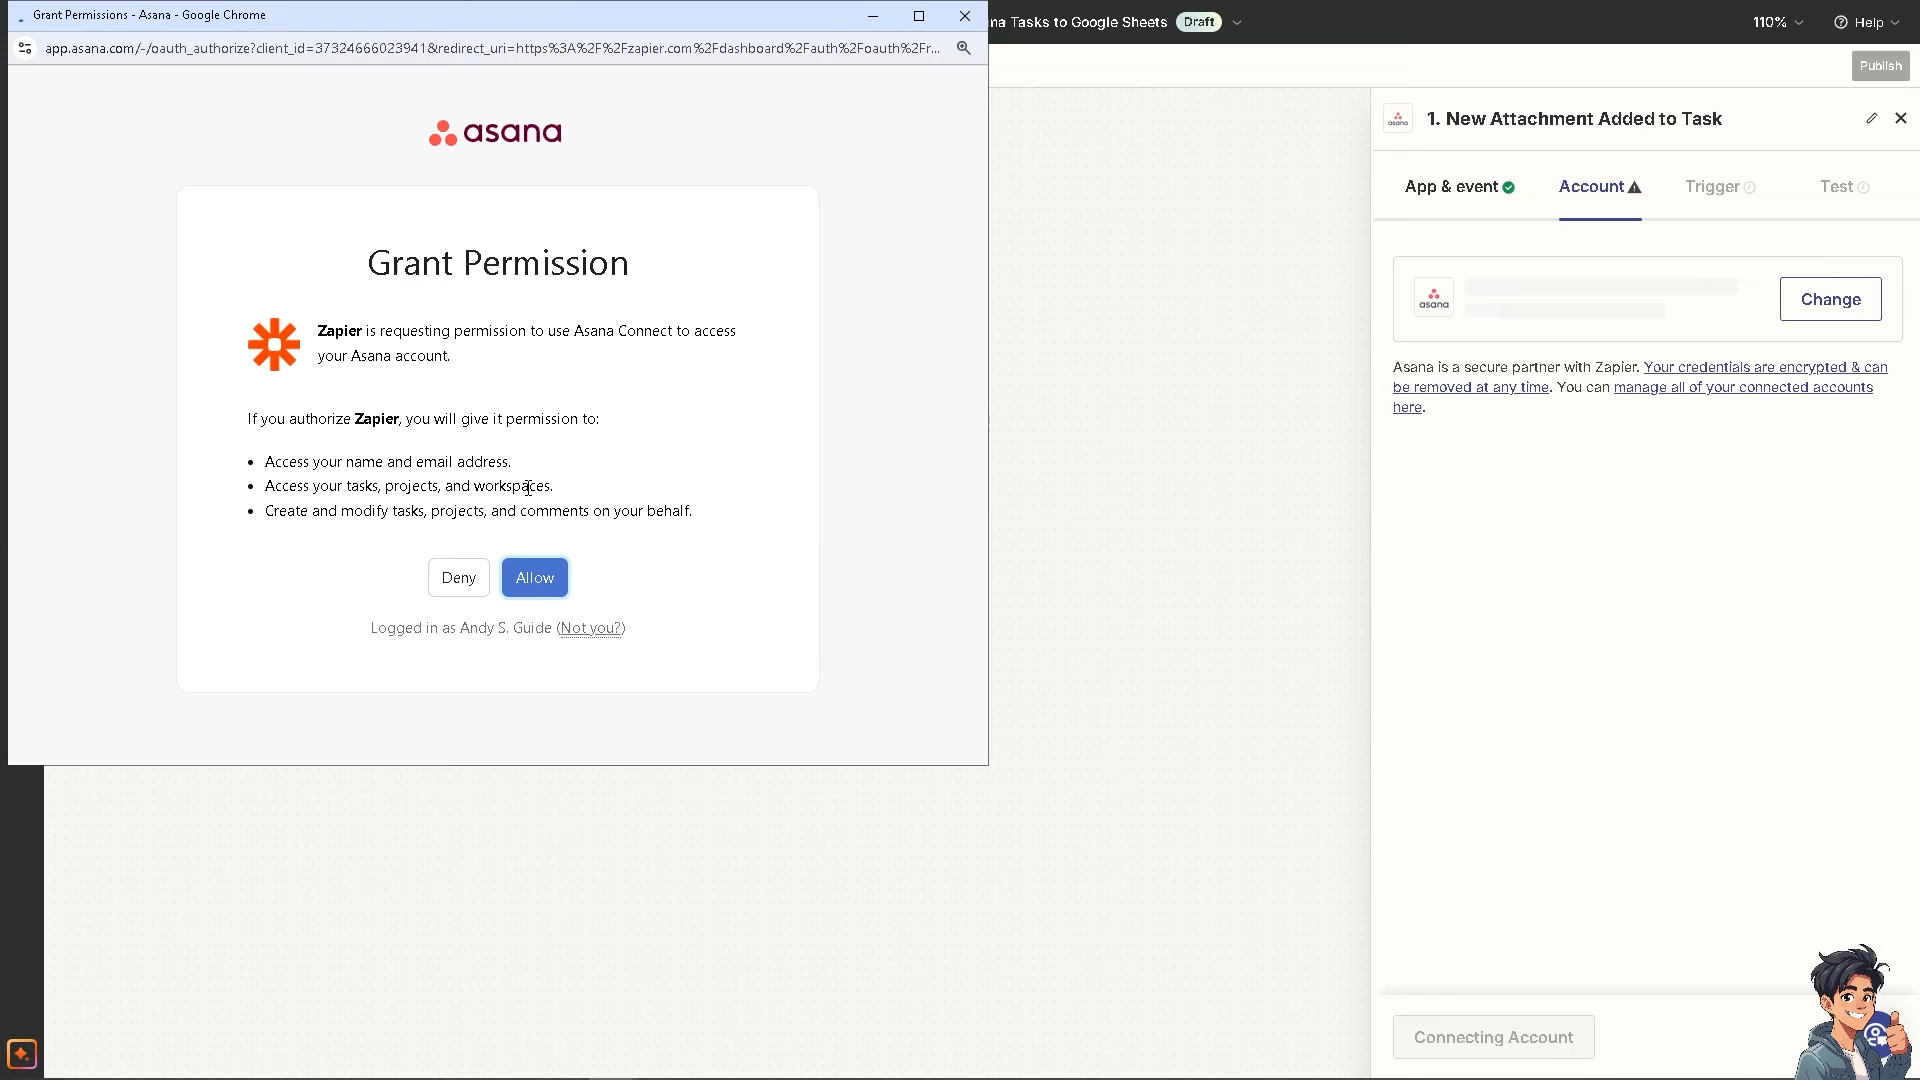 Grant Permissions - Asana - Google Chrome
app.asana.com/-/oauth_authorize?client_id=37324666023941&redirect_uri=https%3A%2F%2Fzapier.com%2Fdashboard%2Fauth%2Foauth%2Fr...
na Tasks to Google Sheets
Draft
110%
Help
Publish
asana
Grant Permission
Zapier is requesting permission to use Asana Connect to access
your Asana account.
If you authorize Zapier, you will give it permission to:
• Access your name and email address.
• Access your tasks, projects, and workspaces.
• Create and modify tasks, projects, and comments on your behalf.
Deny
Allow
Logged in as Andy S. Guide (Not you?)
asana
1. New Attachment Added to Task
App & event
Account
Trigger
Test
asana
Change
Asana is a secure partner with Zapier. Your credentials are encrypted & can
be removed at any time. You can manage all of your connected accounts
here.
Connecting Account